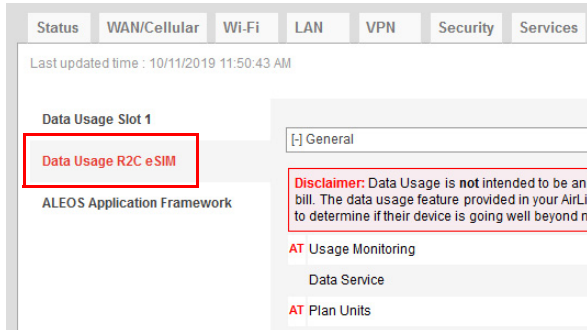 Status WAN/Cellular Wi-Fi LAN VPN Security Services
Last updated time : 10/11/2019 11:50:43 AM
Data Usage Slot 1
Data Usage R2C eSIM
ALEOS Application Framework
[-] General
Disclaimer: Data Usage is not intended to be an
bill. The data usage feature provided in your AirLi
to determine if their device is going well beyond n
AT Usage Monitoring
Data Service
AT Plan Units